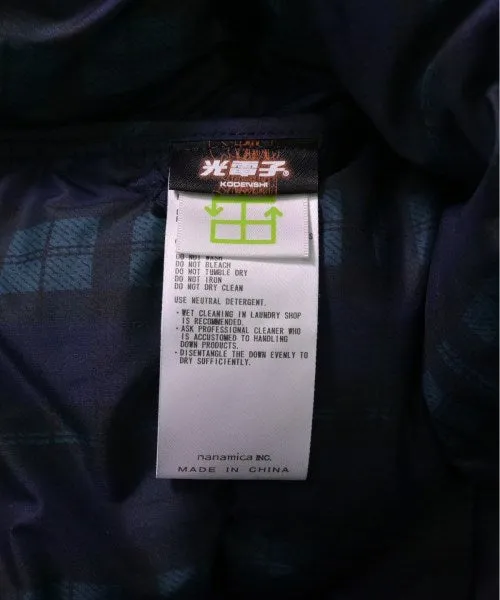 光電子®
KODENSHI
DO NOT WASH
DO NOT BLEACH
DO NOT TUMBLE DRY
DO NOT IRON
DO NOT DRY CLEAN
USE NEUTRAL DETERGENT.
・WET CLEANING IN LAUNDRY SHOP
IS RECOMMENDED.
・ASK PROFESSIONAL CLEANER WHO
IS ACCUSTOMED TO HANDLING
DOWN PRODUCTS.
・DISENTANGLE THE DOWN EVENLY TO
DRY SUFFICIENTLY.
nanamica INC.
MADE IN CHINA